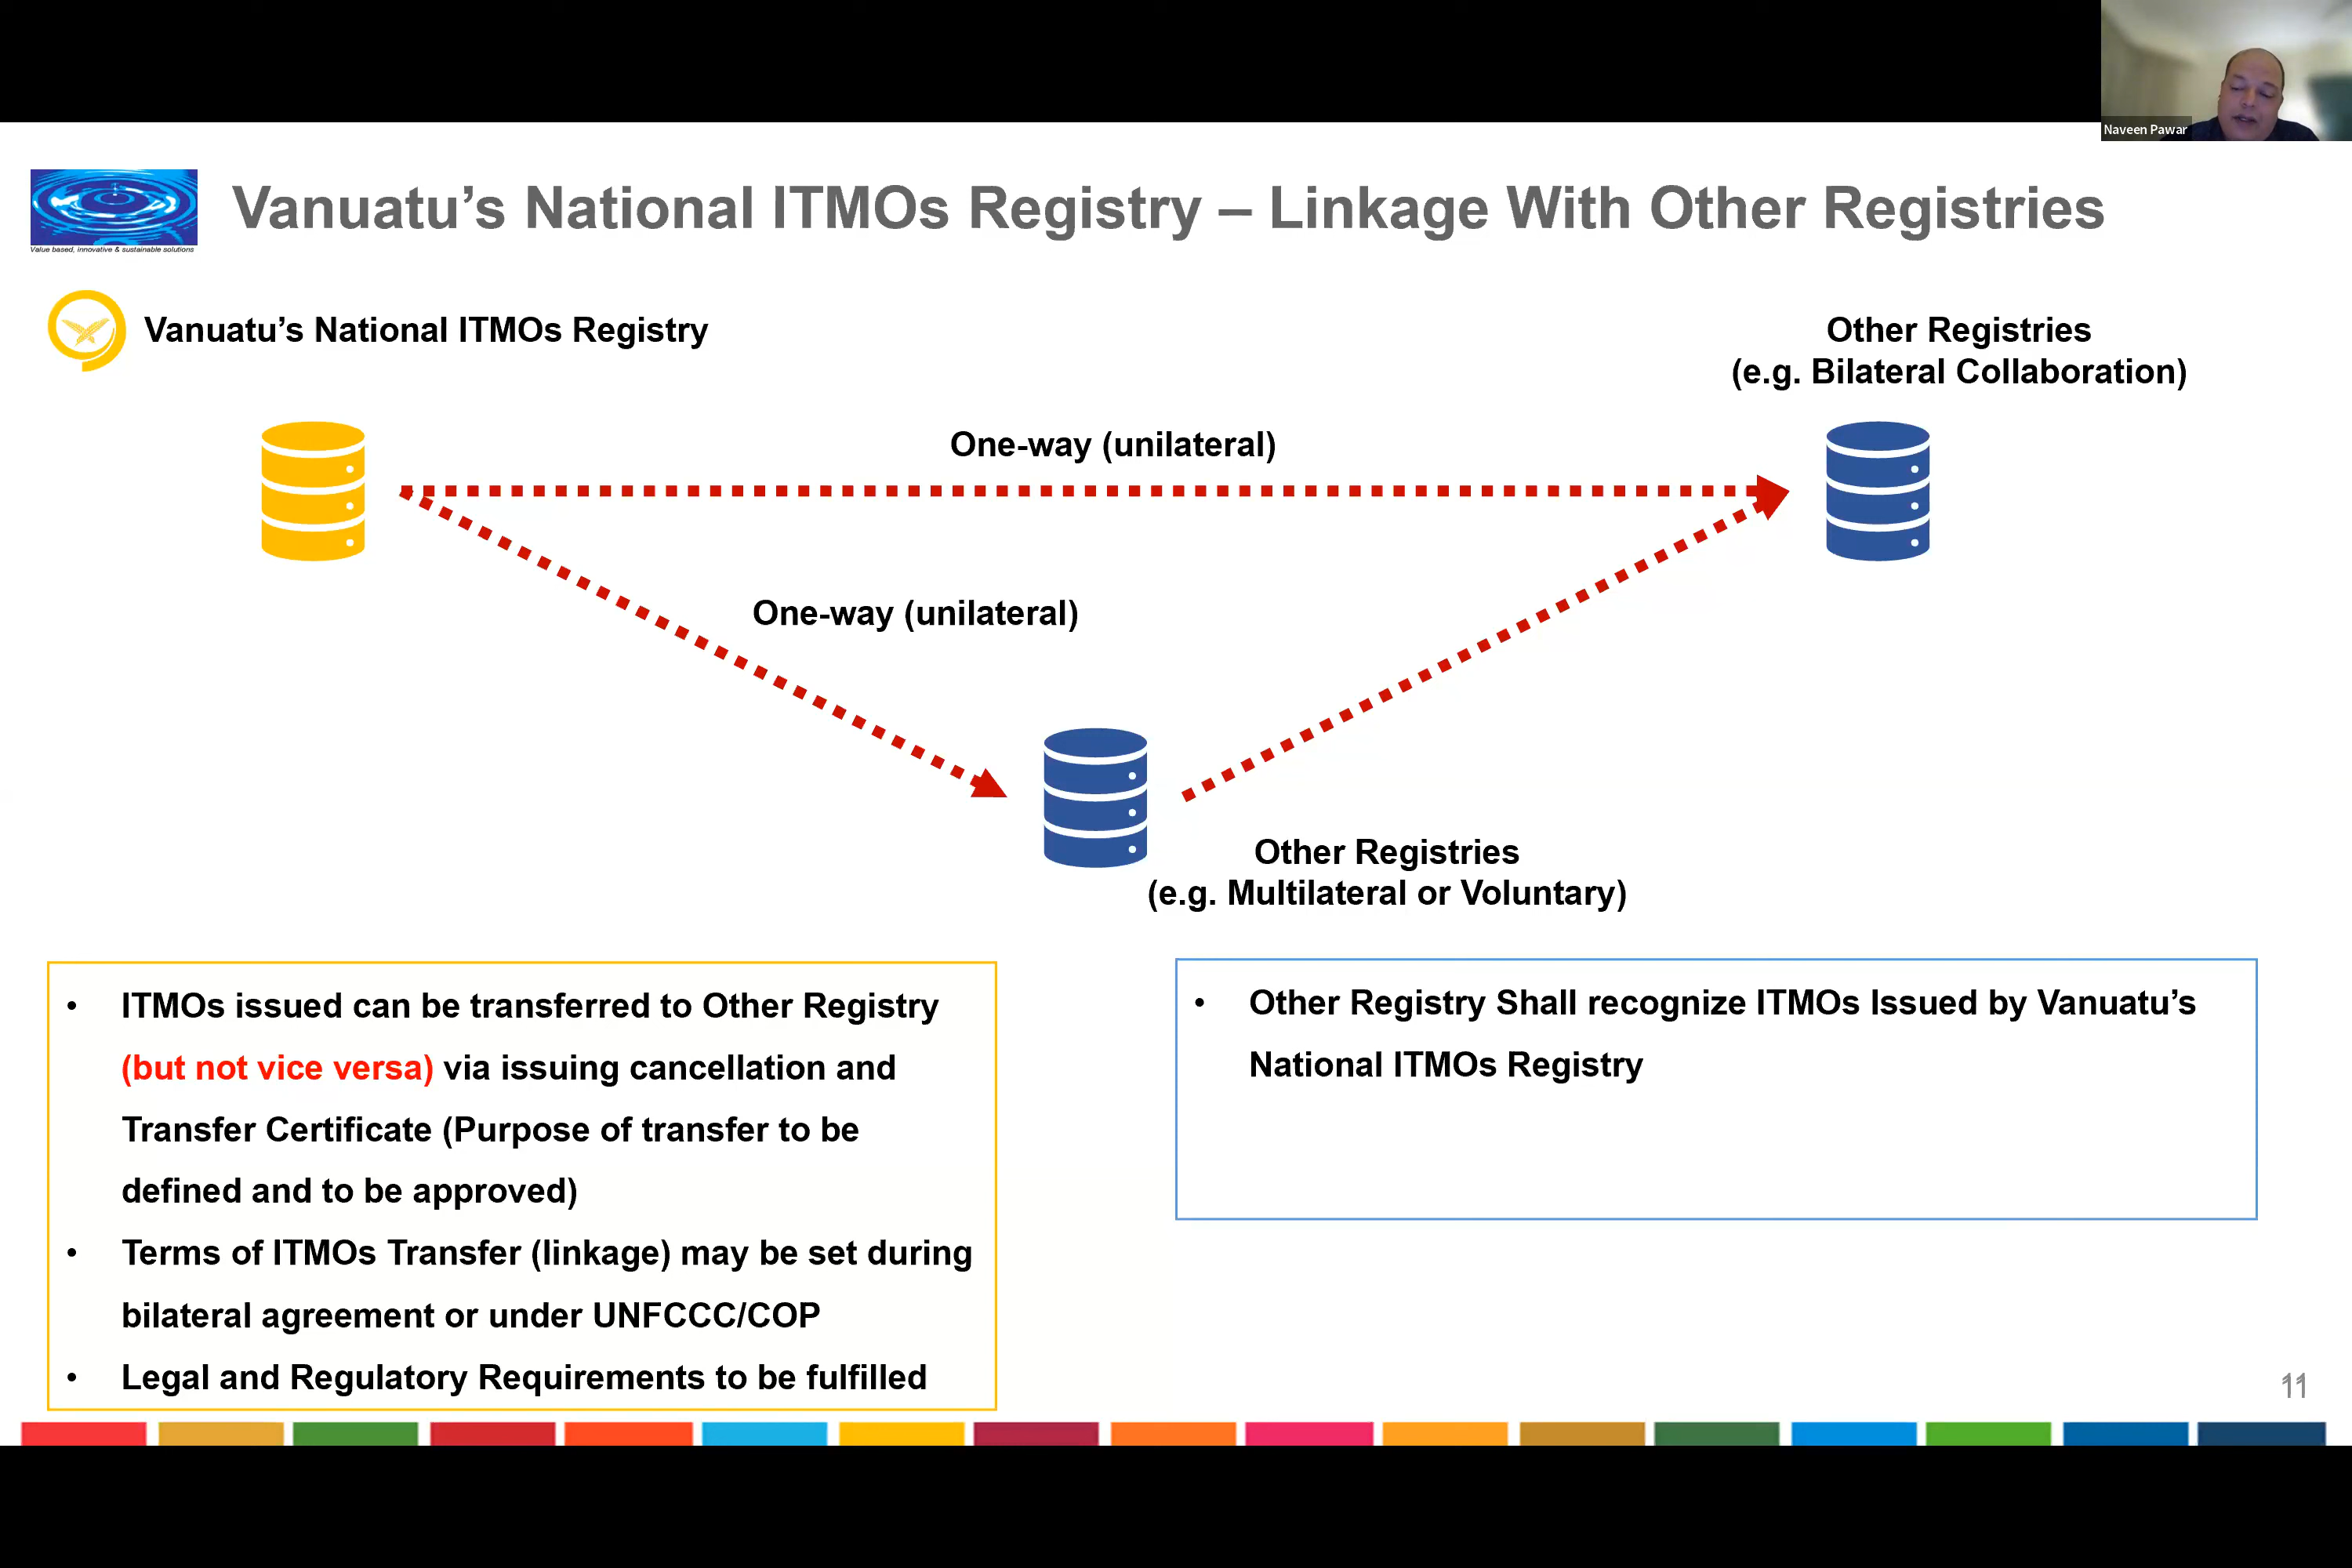 Naveen Pawar
Vanuatu’s National ITMOs Registry – Linkage With Other Registries
Value based, innovative & sustainable solutions
Vanuatu’s National ITMOs Registry
Other Registries
(e.g. Bilateral Collaboration)
One-way (unilateral)
One-way (unilateral)
Other Registries
(e.g. Multilateral or Voluntary)
• ITMOs issued can be transferred to Other Registry
(but not vice versa) via issuing cancellation and
Transfer Certificate (Purpose of transfer to be
defined and to be approved)
• Terms of ITMOs Transfer (linkage) may be set during
bilateral agreement or under UNFCCC/COP
• Legal and Regulatory Requirements to be fulfilled
• Other Registry Shall recognize ITMOs Issued by Vanuatu’s
National ITMOs Registry
11